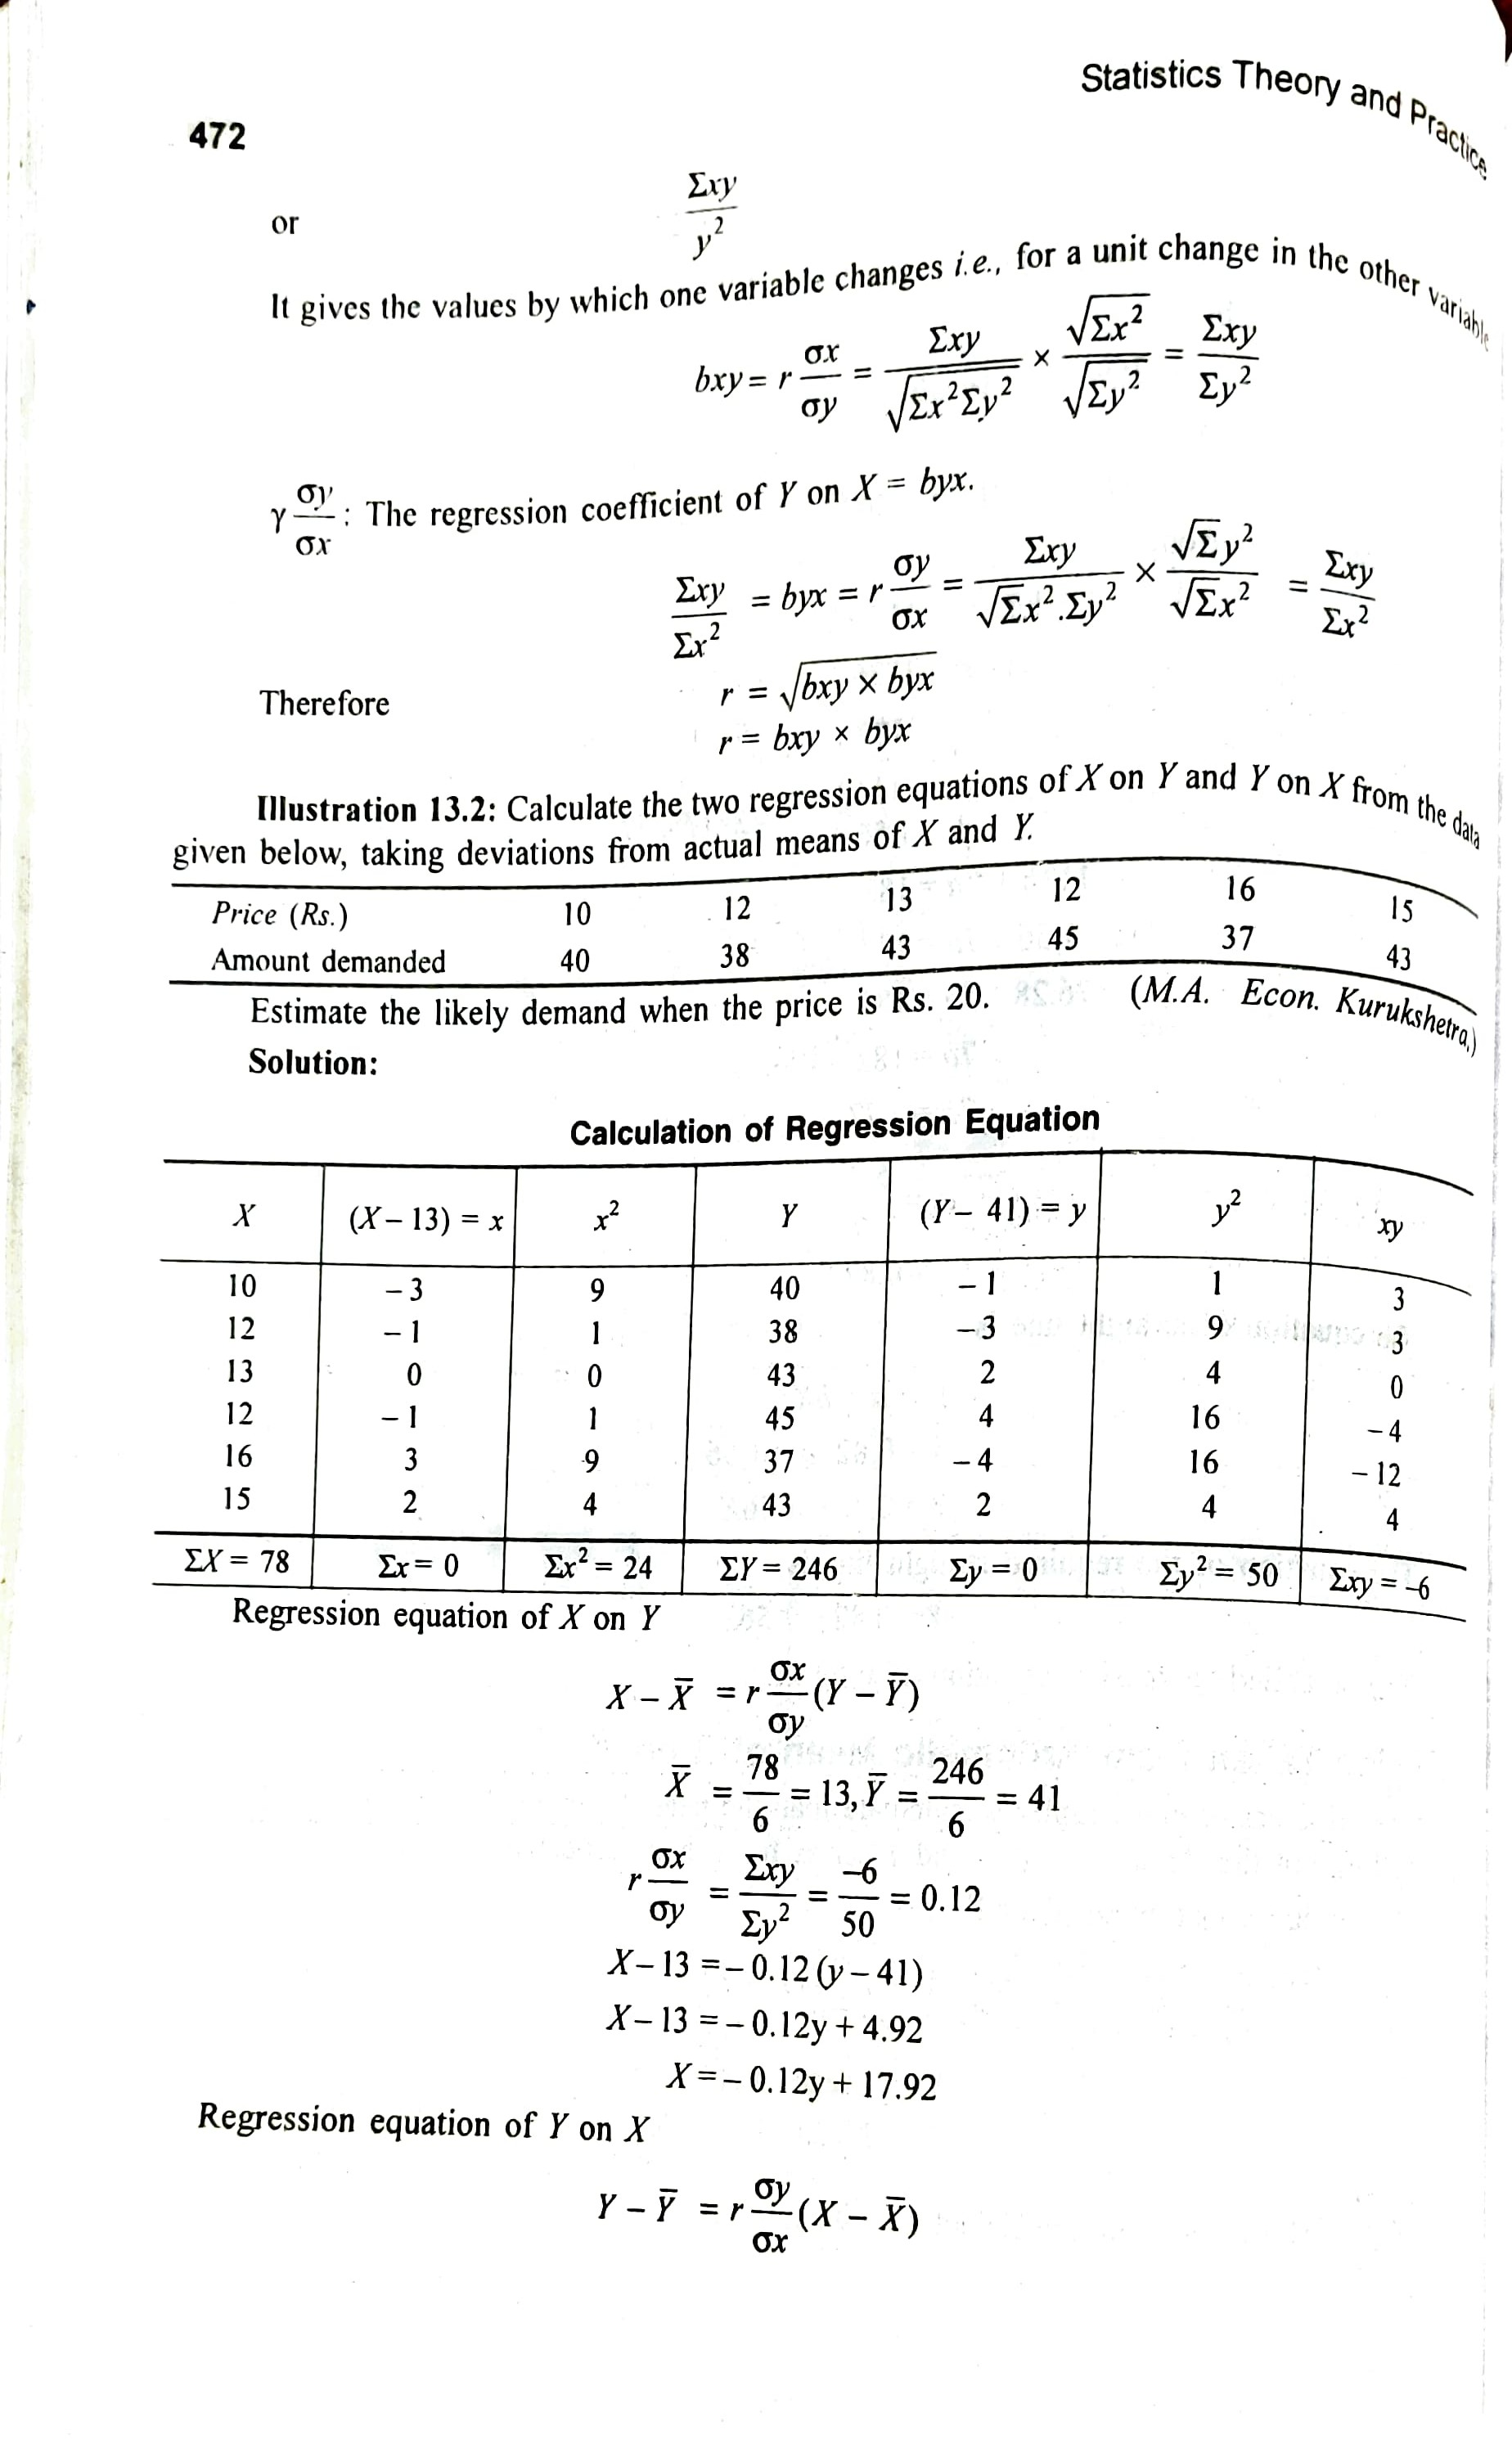 Statistics Theory and Practice
472
or Σxy / y²
It gives the values by which one variable changes i.e., for a unit change in the other variable
bxy = r σx/σy = Σxy/√Σx²Σy² × √Σx²/√Σy² = Σxy/Σy²
γ σy/σx : The regression coefficient of Y on X = byx.
Σxy/Σx² = byx = r σy/σx = Σxy/√Σx².Σy² × √Σy²/√Σx² = Σxy/Σx²
Therefore r = √bxy × byx
r = bxy × byx
Illustration 13.2: Calculate the two regression equations of X on Y and Y on X from the data
given below, taking deviations from actual means of X and Y.
Price (Rs.) 10 12 13 12 16 15
Amount demanded 40 38 43 45 37 43
Estimate the likely demand when the price is Rs. 20. (M.A. Econ. Kurukshetra.)
Solution:
Calculation of Regression Equation
X (X – 13) = x x² Y (Y – 41) = y y² xy
10 – 3 9 40 – 1 1 3
12 – 1 1 38 – 3 9 3
13 0 0 43 2 4 0
12 – 1 1 45 4 16 – 4
16 3 9 37 – 4 16 – 12
15 2 4 43 2 4 4
ΣX = 78 Σx = 0 Σx² = 24 ΣY = 246 Σy = 0 Σy² = 50 Σxy = –6
Regression equation of X on Y
X – X̄ = r σx/σy (Y – Ȳ)
X̄ = 78/6 = 13, Ȳ = 246/6 = 41
r σx/σy = Σxy/Σy² = –6/50 = 0.12
X – 13 = – 0.12 (y – 41)
X – 13 = – 0.12y + 4.92
X = – 0.12y + 17.92
Regression equation of Y on X
Y – Ȳ = r σy/σx (X – X̄)